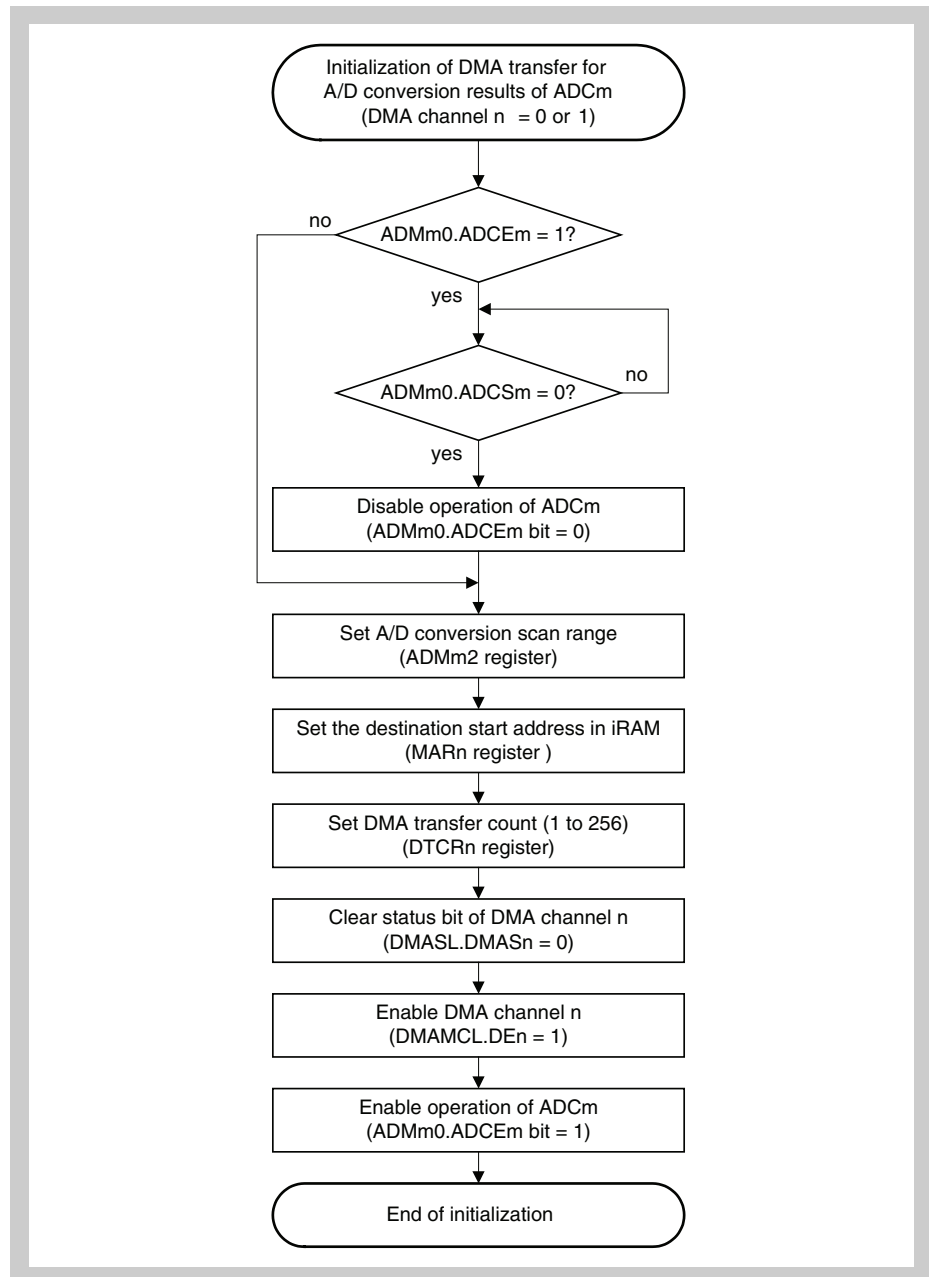 Initialization of DMA transfer for
A/D conversion results of ADCm
(DMA channel n = 0 or 1)
no
ADMm0.ADCEm = 1?
yes
ADMm0.ADCSm = 0?
no
yes
Disable operation of ADCm
(ADMm0.ADCEm bit = 0)
Set A/D conversion scan range
(ADMm2 register)
Set the destination start address in iRAM
(MARn register )
Set DMA transfer count (1 to 256)
(DTCRn register)
Clear status bit of DMA channel n
(DMASL.DMASn = 0)
Enable DMA channel n
(DMAMCL.DEn = 1)
Enable operation of ADCm
(ADMm0.ADCEm bit = 1)
End of initialization